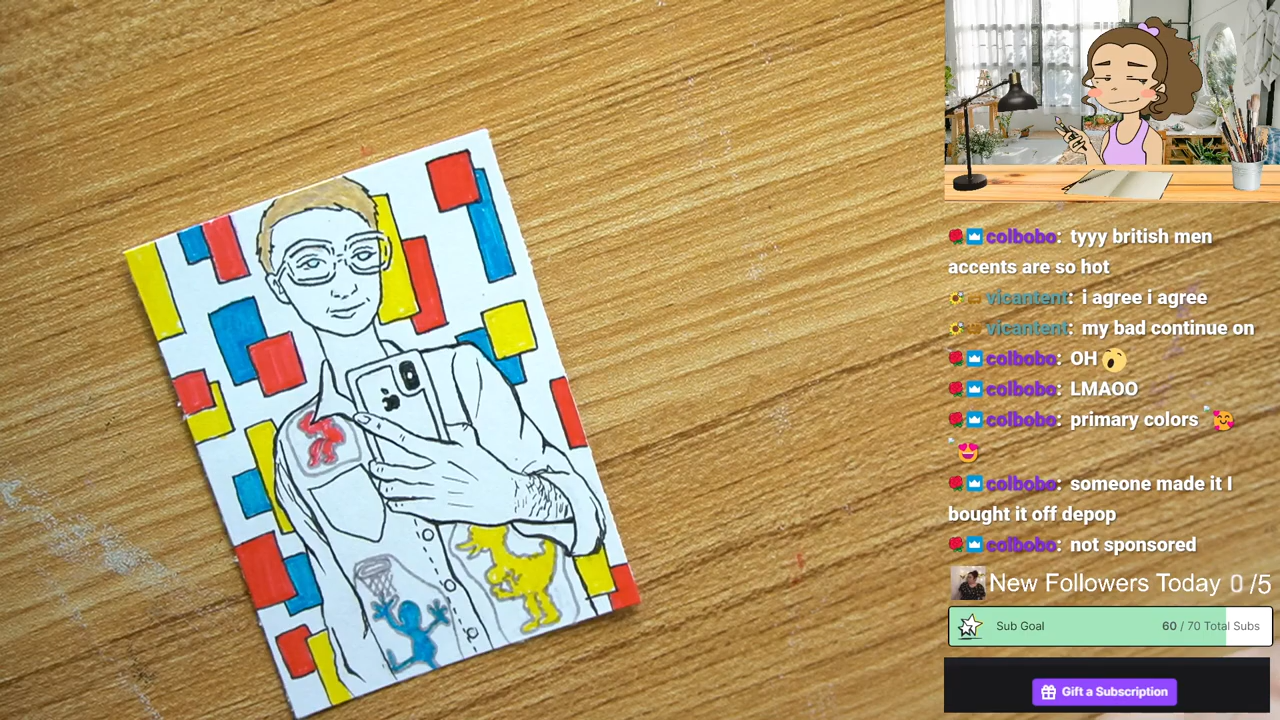 colbobo: tyyy british men
accents are so hot
vicantent: i agree i agree
vicantent: my bad continue on
colbobo: OH
colbobo: LMAOO
colbobo: primary colors
colbobo: someone made it I
bought it off depop
colbobo: not sponsored
New Followers Today 0 /5
Sub Goal 60 / 70 Total Subs
Gift a Subscription